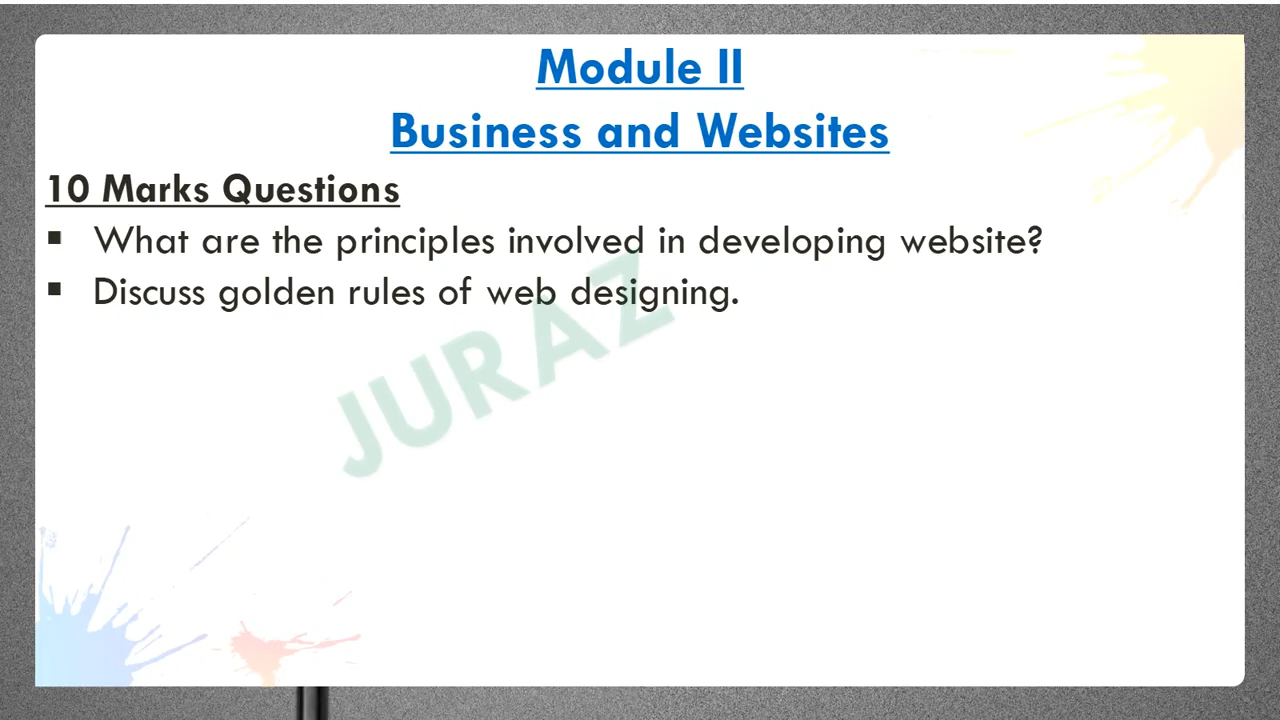 Module II
Business and Websites
10 Marks Questions
▪ What are the principles involved in developing website?
▪ Discuss golden rules of web designing.
JURAZ